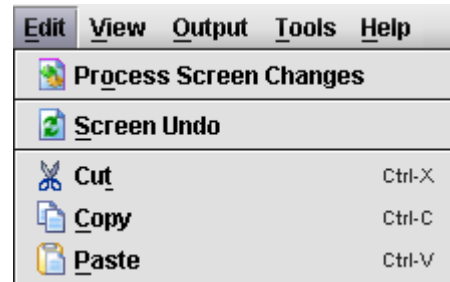 Edit View Output Tools Help
Process Screen Changes
Screen Undo
Cut Ctrl-X
Copy Ctrl-C
Paste Ctrl-V